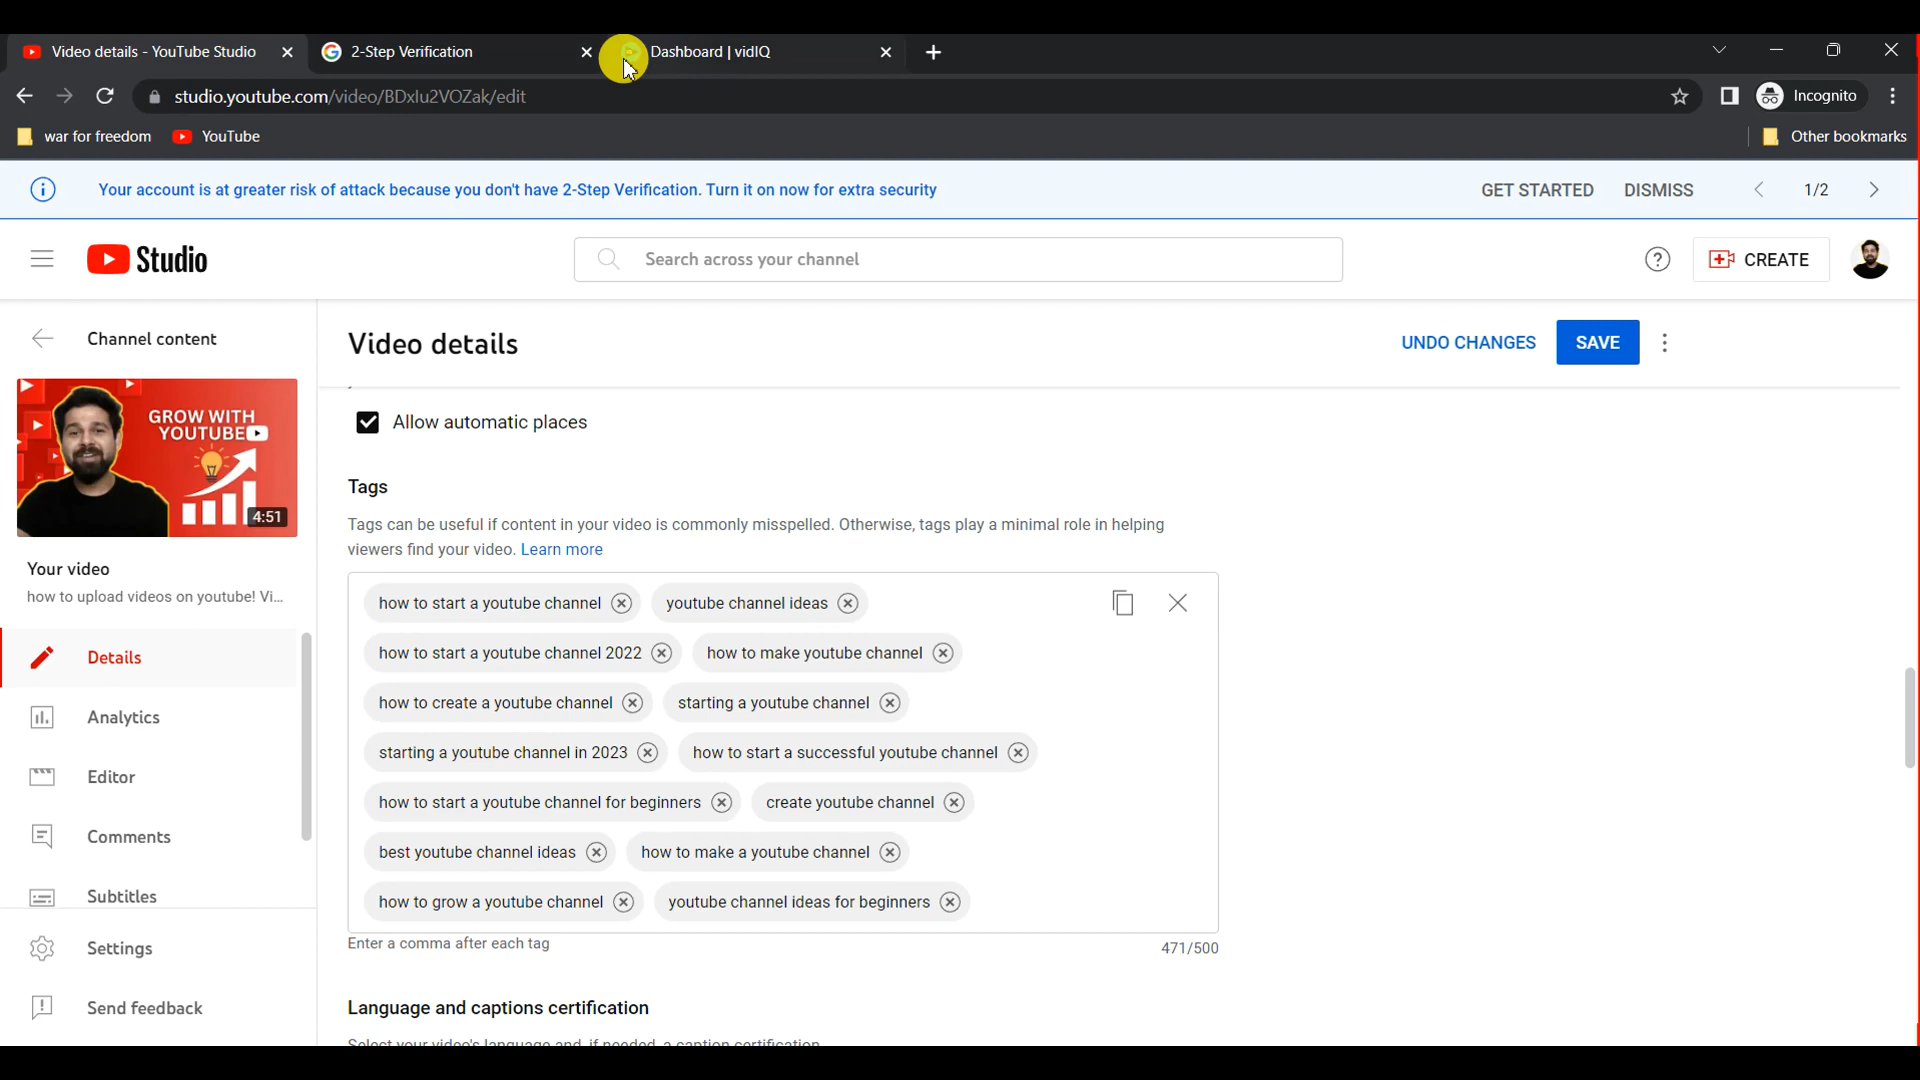 Video details - YouTube Studio
2-Step Verification
Dashboard | vidIQ
studio.youtube.com/video/BDxIu2VOZak/edit
Incognito
war for freedom
YouTube
Other bookmarks
Your account is at greater risk of attack because you don't have 2-Step Verification. Turn it on now for extra security
GET STARTED
DISMISS
1/2
Studio
Search across your channel
CREATE
Channel content
Video details
UNDO CHANGES
SAVE
GROW WITH
YOUTUBE
4:51
Your video
how to upload videos on youtube! Vi...
Details
Analytics
Editor
Comments
Subtitles
Settings
Send feedback
Allow automatic places
Tags
Tags can be useful if content in your video is commonly misspelled. Otherwise, tags play a minimal role in helping
viewers find your video. Learn more
how to start a youtube channel
youtube channel ideas
how to start a youtube channel 2022
how to make youtube channel
how to create a youtube channel
starting a youtube channel
starting a youtube channel in 2023
how to start a successful youtube channel
how to start a youtube channel for beginners
create youtube channel
best youtube channel ideas
how to make a youtube channel
how to grow a youtube channel
youtube channel ideas for beginners
Enter a comma after each tag
471/500
Language and captions certification
Select your video's language and, if needed, a caption certification